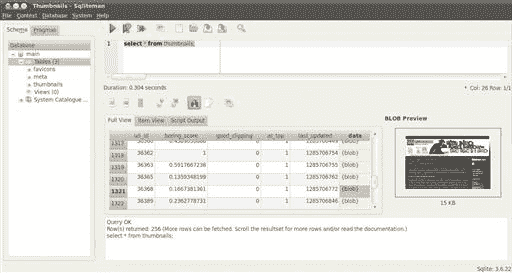 Thumbnails - Sqliteman
File Context Database System Help
Schema Pragmas
Database
main
Tables (3)
favicons
meta
thumbnails
Views (0)
System Catalogue ...
1 select * from thumbnails;
Duration: 0.304 seconds
Col: 26 Row: 1/1
Full View Item View Script Output
url_id boring_score good_clipping at_top last_updated data
1317 0 1 (blob)
1318 36362 1 0 1 1285706754 (blob)
1319 36363 0.5917667238 0 1 1285706755 (blob)
1320 36365 0.1359349199 0 1 1285706762 (blob)
1321 36368 0.1667381361 0 1 1285706772 (blob)
1322 36389 0.2362778731 0 1 1285706846 (blob)
BLOB Preview
15 KB
Query OK
Row(s) returned: 256 (More rows can be fetched. Scroll the resultset for more rows and/or read the documentation.)
select * from thumbnails;
Sqlite: 3.6.22